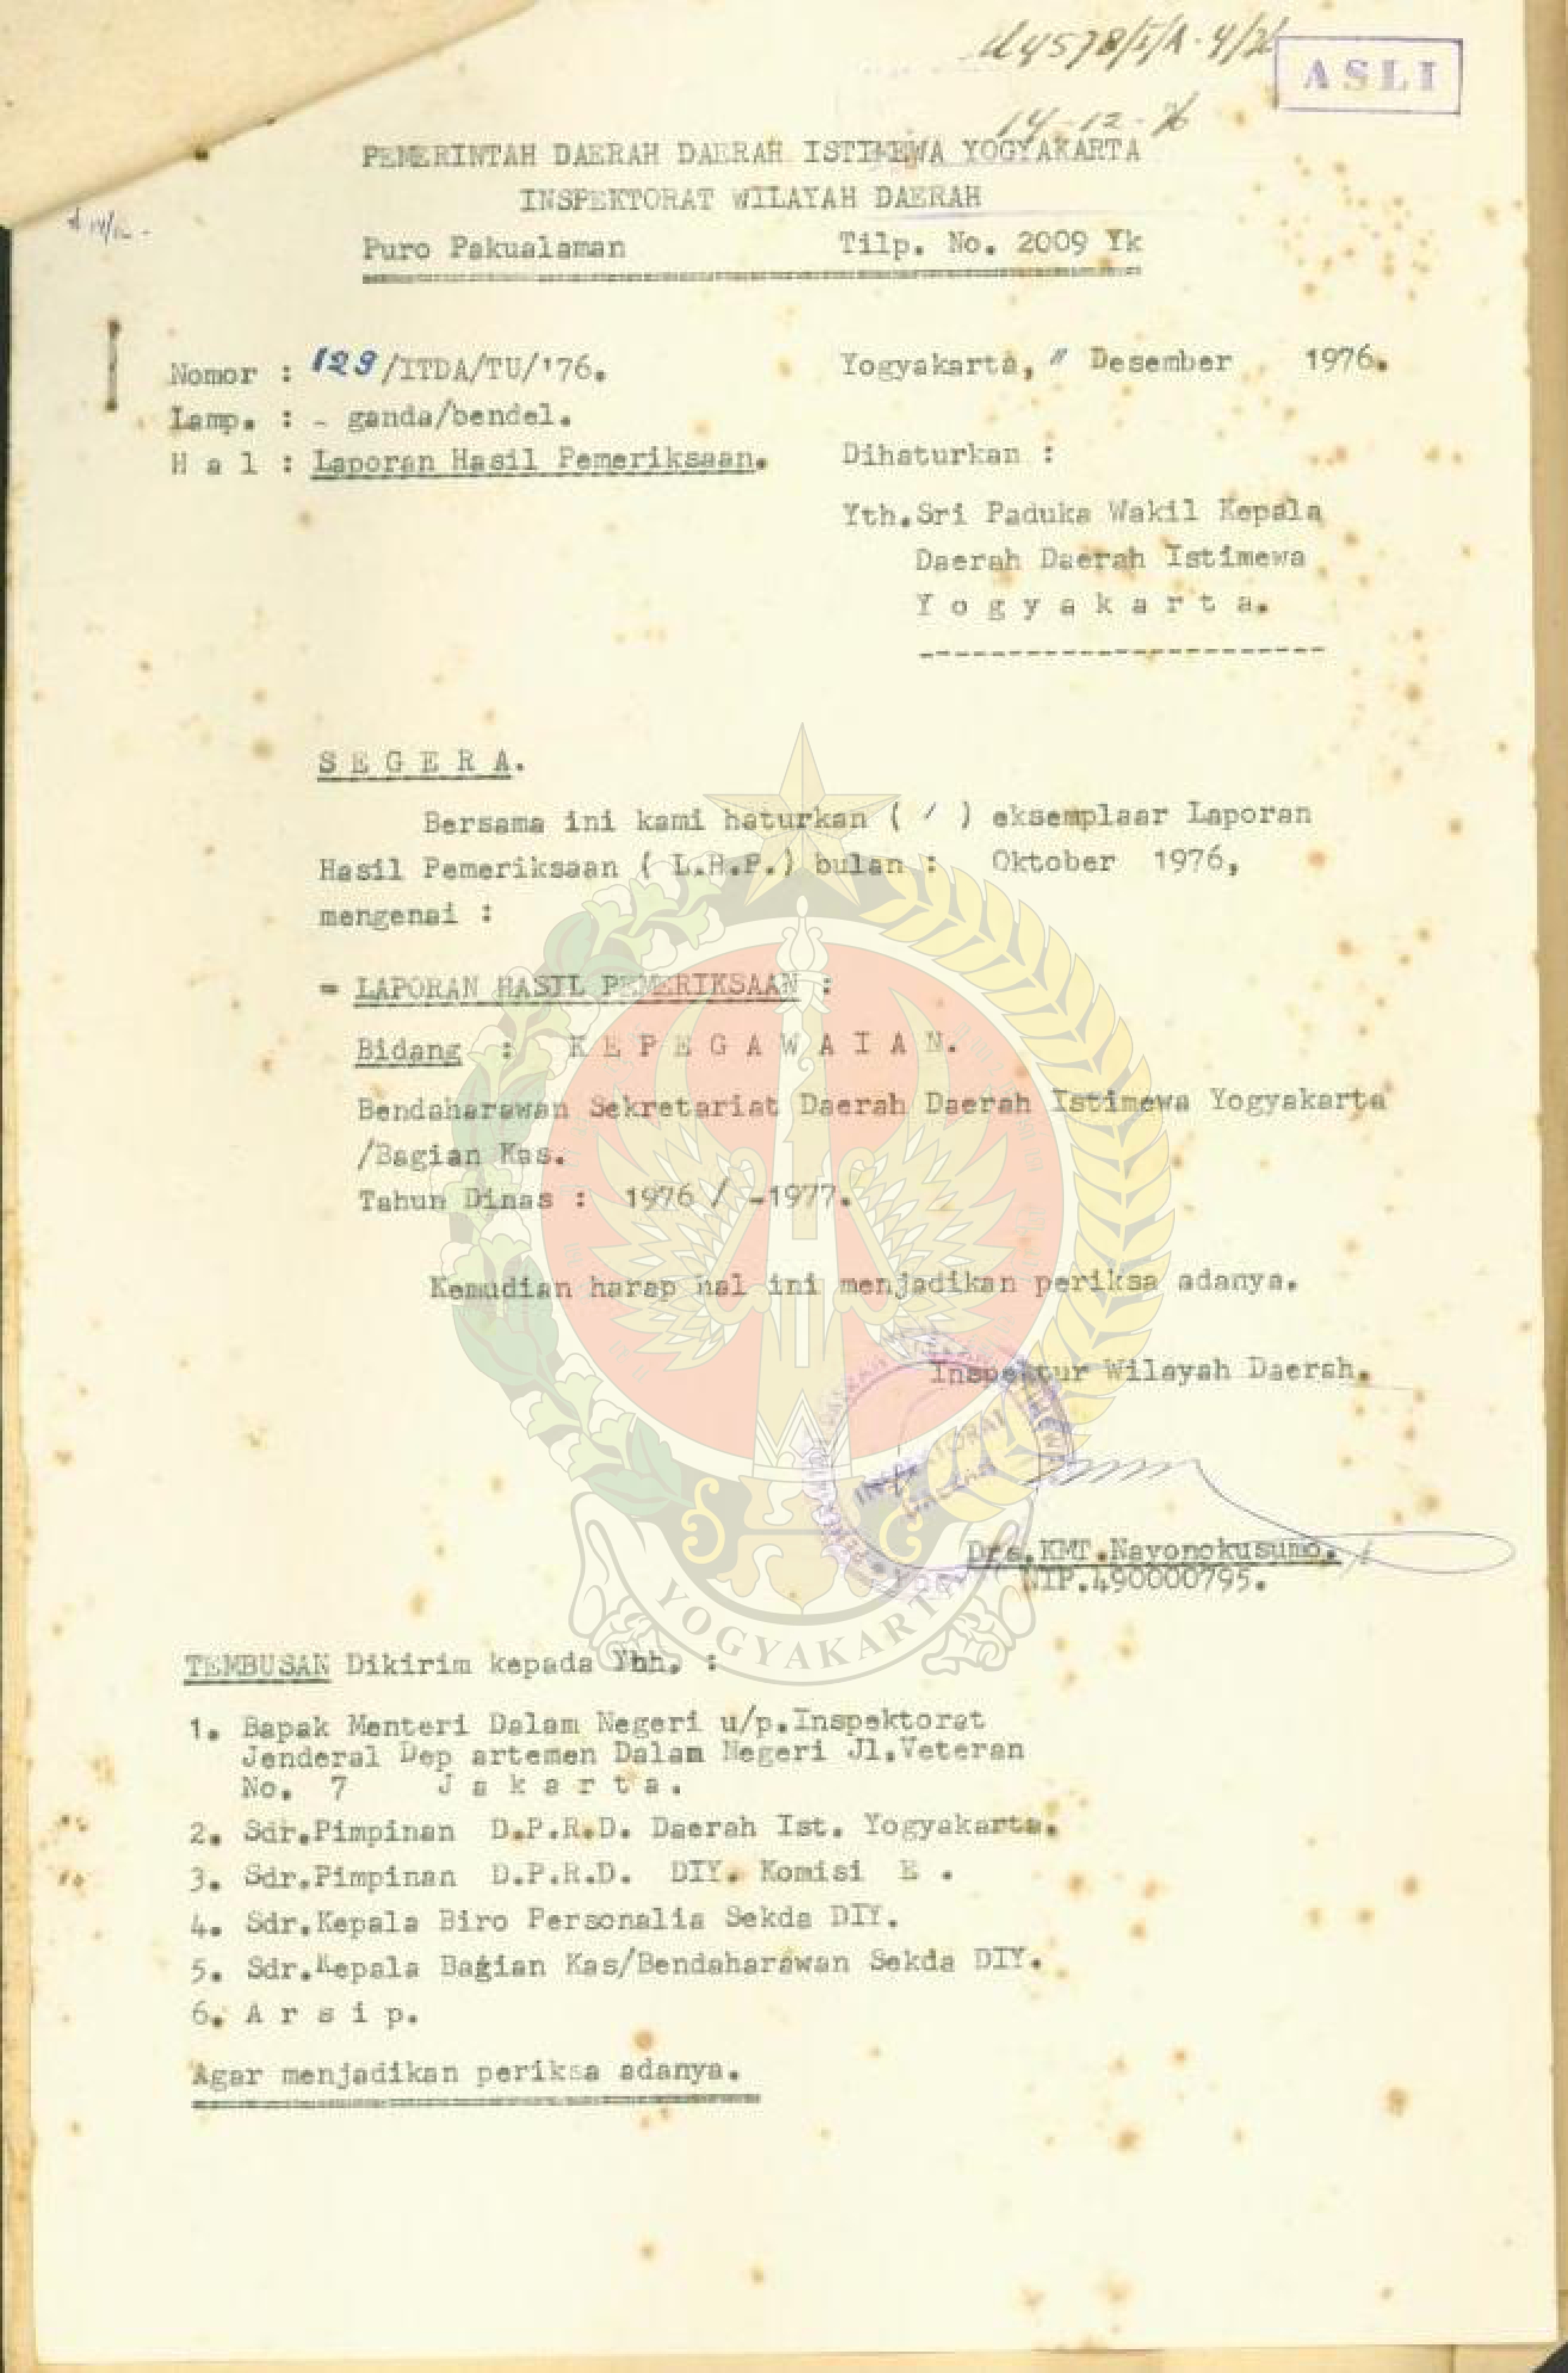 ASLI
14-12-76
PEMERINTAH DAERAH DAERAH ISTIMEWA YOGYAKARTA
INSPEKTORAT WILAYAH DAERAH
Puro Pakualaman Tilp. No. 2009 Yk
Nomor : 129/ITDA/TU/'76. Yogyakarta, " Desember 1976.
Lamp. : - ganda/bendel.
H a l : Laporan Hasil Pemeriksaan. Dihaturkan :
Yth.Sri Paduka Wakil Kepala
Daerah Daerah Istimewa
Y o g y a k a r t a.
S E G E R A.
Bersama ini kami haturkan ( ' ) eksemplaar Laporan
Hasil Pemeriksaan ( L.H.P.) bulan : Oktober 1976,
mengenai :
= LAPORAN HASIL PEMERIKSAAN :
Bidang : K E P E G A W A I A N.
Bendaharawan Sekretariat Daerah Daerah Istimewa Yogyakarta
/Bagian Kas.
Tahun Dinas : 1976 / -1977.
Kemudian harap hal ini menjadikan periksa adanya.
Inspektur Wilayah Daerah.
INSPEKTORAT
Drs.KMT.Nayonokusumo.
NIP.490000795.
YOGYAKARTA
TEMBUSAN Dikirim kepada Ybh. :
1. Bapak Menteri Dalam Negeri u/p.Inspektorat
Jenderal Dep artemen Dalam Negeri Jl.Veteran
No. 7 J a k a r t a.
2. Sdr.Pimpinan D.P.R.D. Daerah Ist. Yogyakarta.
3. Sdr.Pimpinan D.P.R.D. DIY. Komisi E .
4. Sdr.Kepala Biro Personalia Sekda DIY.
5. Sdr.Kepala Bagian Kas/Bendaharawan Sekda DIY.
6. A r s i p.
Agar menjadikan periksa adanya.